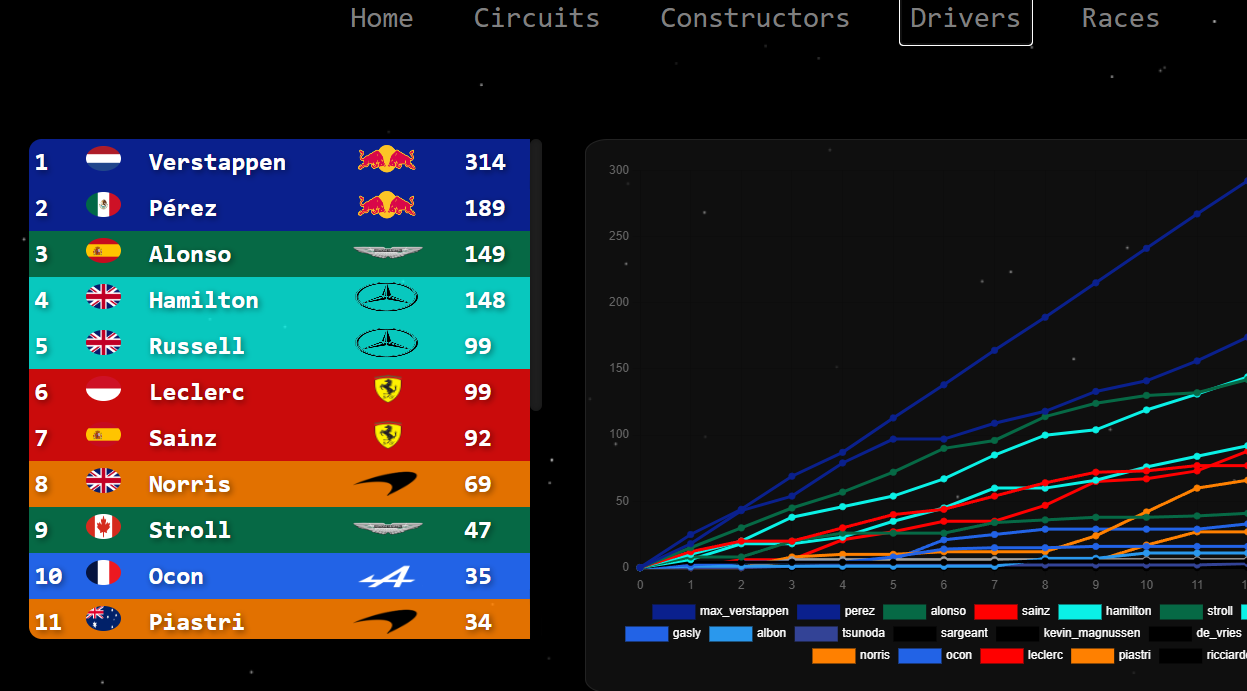 Home Circuits Constructors Drivers Races
1 Verstappen 314
2 Pérez 189
3 Alonso 149
4 Hamilton 148
5 Russell 99
6 Leclerc 99
7 Sainz 92
8 Norris 69
9 Stroll 47
10 Ocon 35
11 Piastri 34
300
250
200
150
100
50
0
0 1 2 3 4 5 6 7 8 9 10 11
max_verstappen perez alonso sainz hamilton stroll
gasly albon tsunoda sargeant kevin_magnussen de_vries
norris ocon leclerc piastri ricciardo